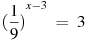 (1/9)^{x-3} = 3